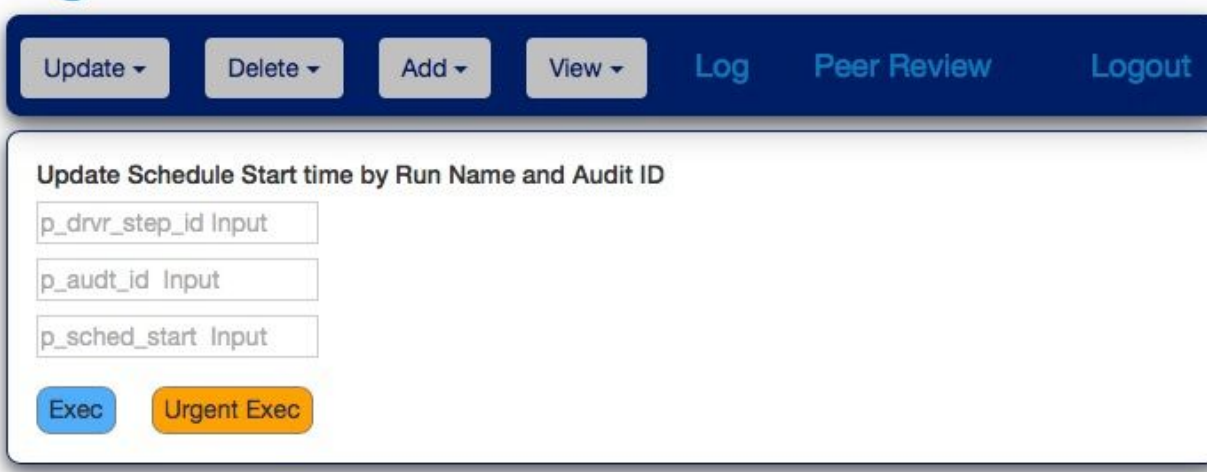 Update Delete Add View Log Peer Review Logout
Update Schedule Start time by Run Name and Audit ID
p_drvr_step_id Input
p_audt_id Input
p_sched_start Input
Exec Urgent Exec